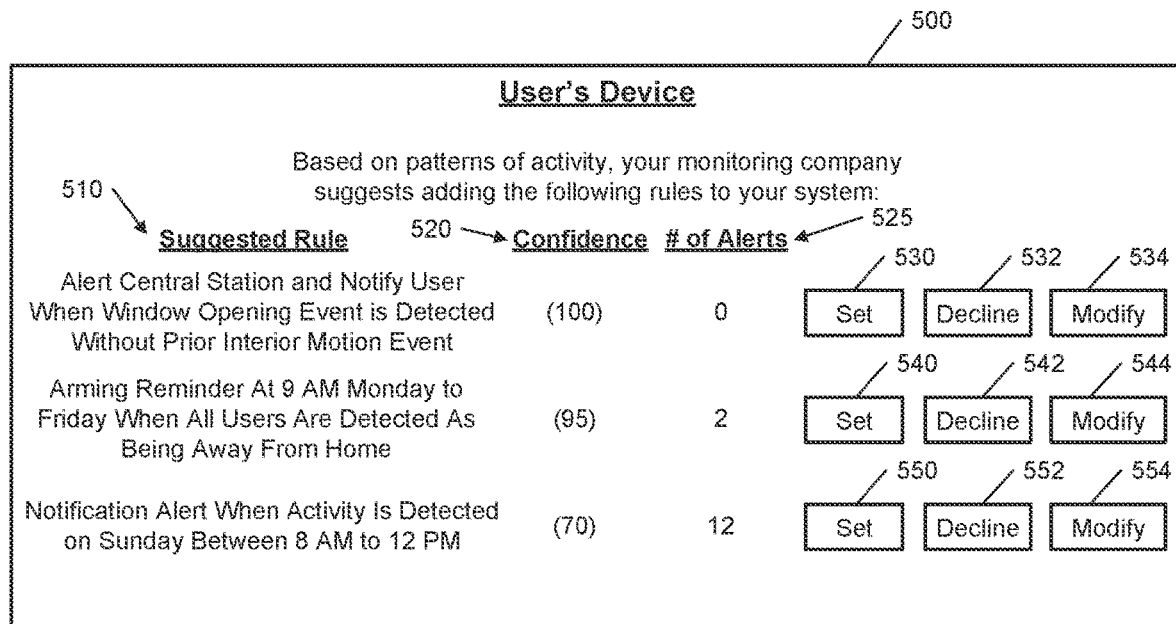 500
User's Device
Based on patterns of activity, your monitoring company
suggests adding the following rules to your system:
510
520
525
Suggested Rule Confidence # of Alerts
530 532 534
Alert Central Station and Notify User
When Window Opening Event is Detected (100) 0 Set Decline Modify
Without Prior Interior Motion Event
540 542 544
Arming Reminder At 9 AM Monday to
Friday When All Users Are Detected As (95) 2 Set Decline Modify
Being Away From Home
550 552 554
Notification Alert When Activity Is Detected
on Sunday Between 8 AM to 12 PM (70) 12 Set Decline Modify